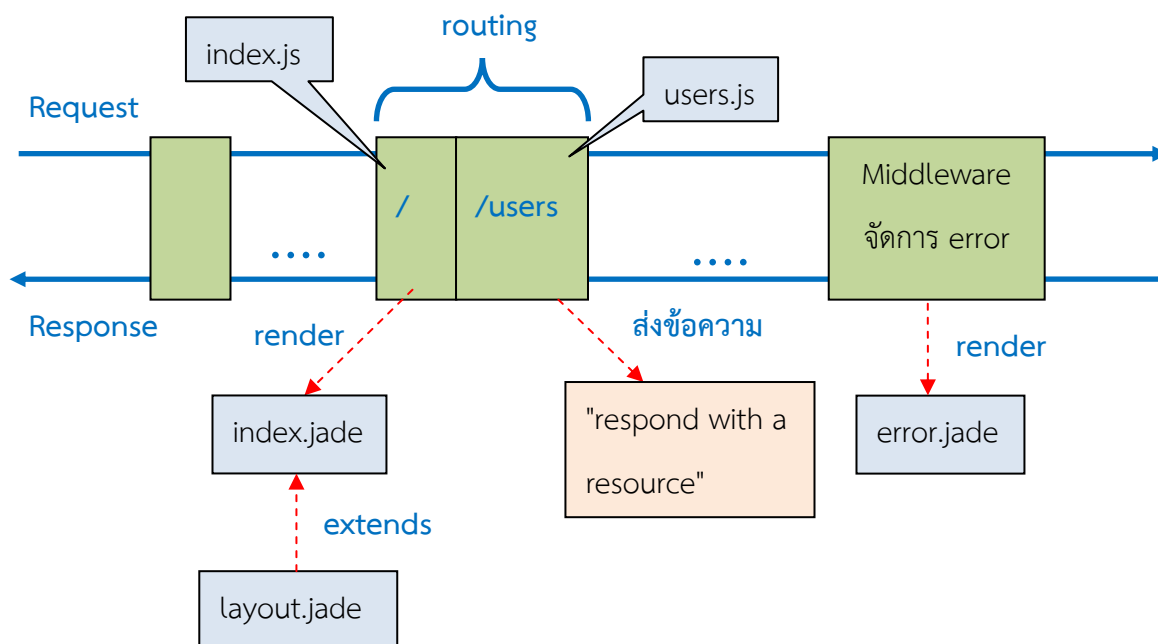 routing
index.js
users.js
Request
/
/users
Middleware
จัดการ error
....
....
Response
render
ส่งข้อความ
render
index.jade
"respond with a
resource"
error.jade
extends
layout.jade